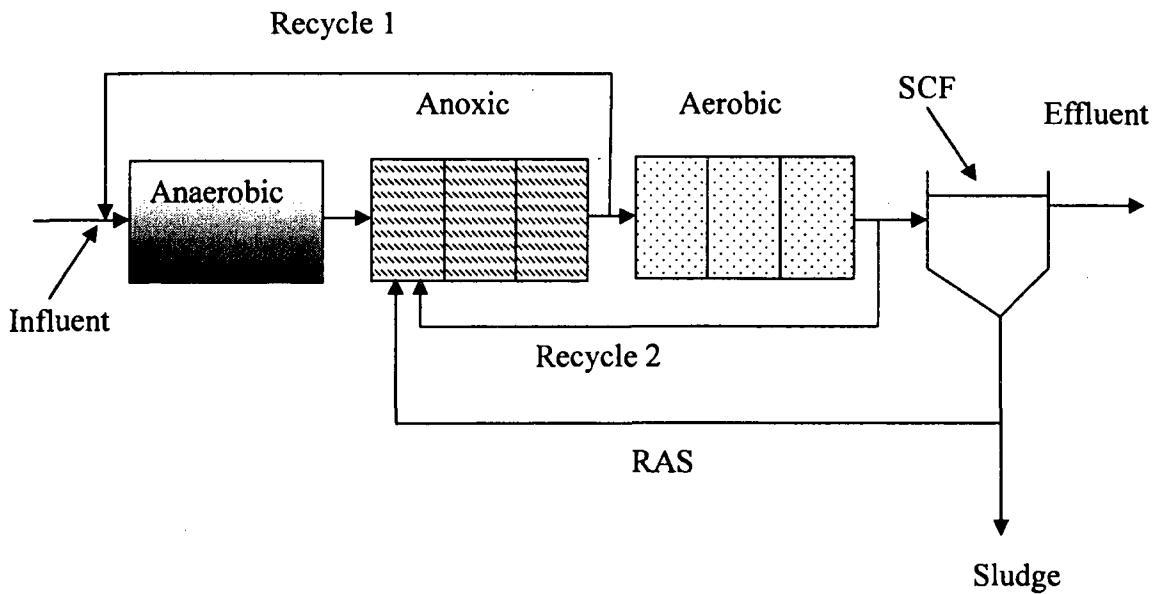 Recycle 1
Anoxic
Aerobic
SCF
Effluent
Anaerobic
Influent
Recycle 2
RAS
Sludge